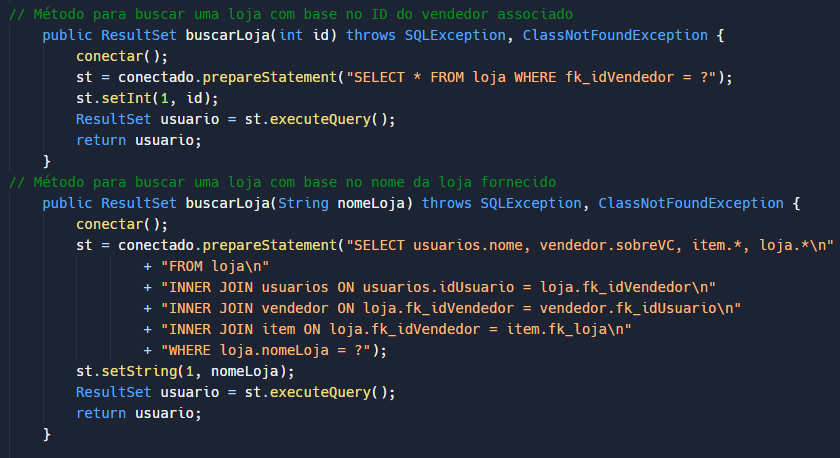 // Método para buscar uma loja com base no ID do vendedor associado
    public ResultSet buscarLoja(int id) throws SQLException, ClassNotFoundException {
        conectar();
        st = conectado.prepareStatement("SELECT * FROM loja WHERE fk_idVendedor = ?");
        st.setInt(1, id);
        ResultSet usuario = st.executeQuery();
        return usuario;
    }
// Método para buscar uma loja com base no nome da loja fornecido
    public ResultSet buscarLoja(String nomeLoja) throws SQLException, ClassNotFoundException {
        conectar();
        st = conectado.prepareStatement("SELECT usuarios.nome, vendedor.sobreVC, item.*, loja.*\n"
                + "FROM loja\n"
                + "INNER JOIN usuarios ON usuarios.idUsuario = loja.fk_idVendedor\n"
                + "INNER JOIN vendedor ON loja.fk_idVendedor = vendedor.fk_idUsuario\n"
                + "INNER JOIN item ON loja.fk_idVendedor = item.fk_loja\n"
                + "WHERE loja.nomeLoja = ?");
        st.setString(1, nomeLoja);
        ResultSet usuario = st.executeQuery();
        return usuario;
    }